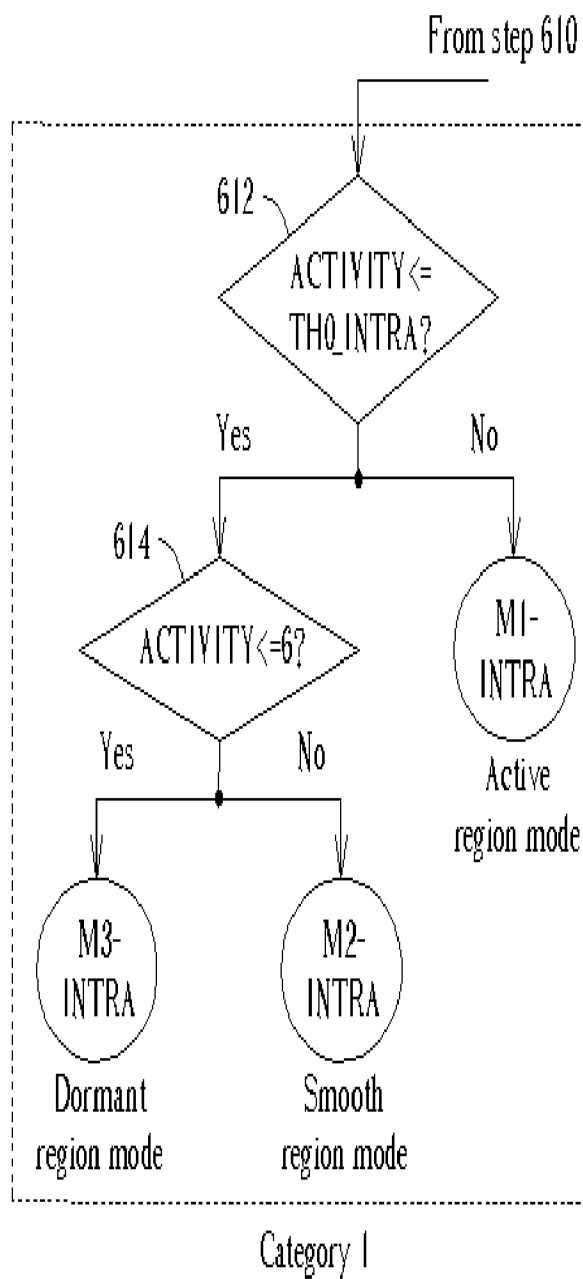 From step 610
612
ACTIVITY<=
TH0_INTRA?
Yes
No
614
ACTIVITY<=6?
M1-
INTRA
Yes
No
Active
region mode
M3-
INTRA
M2-
INTRA
Dormant
region mode
Smooth
region mode
Category 1